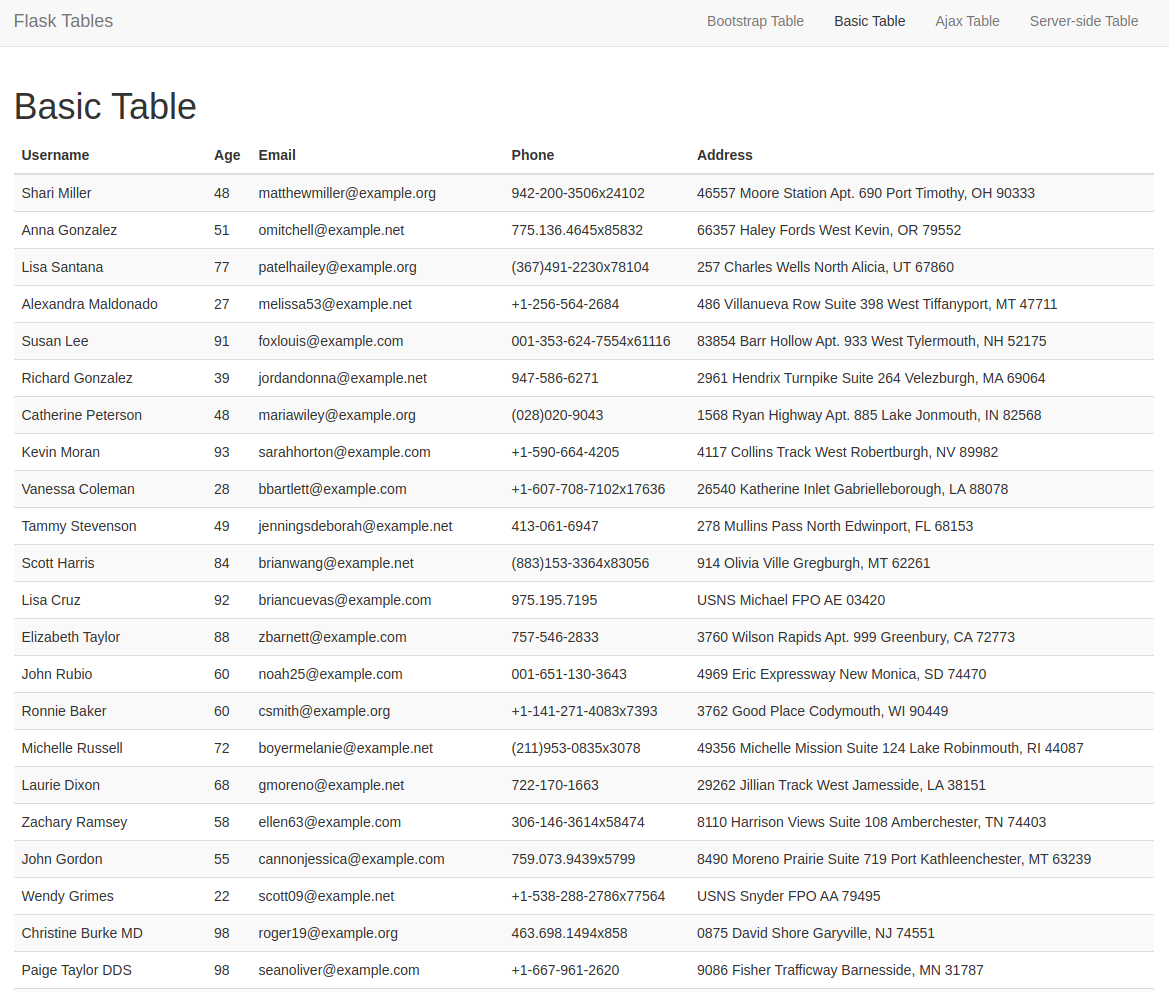 Flask Tables Bootstrap Table Basic Table Ajax Table Server-side Table
Basic Table
Username Age Email Phone Address
Shari Miller 48 matthewmiller@example.org 942-200-3506x24102 46557 Moore Station Apt. 690 Port Timothy, OH 90333
Anna Gonzalez 51 omitchell@example.net 775.136.4645x85832 66357 Haley Fords West Kevin, OR 79552
Lisa Santana 77 patelhailey@example.org (367)491-2230x78104 257 Charles Wells North Alicia, UT 67860
Alexandra Maldonado 27 melissa53@example.net +1-256-564-2684 486 Villanueva Row Suite 398 West Tiffanyport, MT 47711
Susan Lee 91 foxlouis@example.com 001-353-624-7554x61116 83854 Barr Hollow Apt. 933 West Tylermouth, NH 52175
Richard Gonzalez 39 jordandonna@example.net 947-586-6271 2961 Hendrix Turnpike Suite 264 Velezburgh, MA 69064
Catherine Peterson 48 mariawiley@example.org (028)020-9043 1568 Ryan Highway Apt. 885 Lake Jonmouth, IN 82568
Kevin Moran 93 sarahhorton@example.com +1-590-664-4205 4117 Collins Track West Robertburgh, NV 89982
Vanessa Coleman 28 bbartlett@example.com +1-607-708-7102x17636 26540 Katherine Inlet Gabrielleborough, LA 88078
Tammy Stevenson 49 jenningsdeborah@example.net 413-061-6947 278 Mullins Pass North Edwinport, FL 68153
Scott Harris 84 brianwang@example.net (883)153-3364x83056 914 Olivia Ville Gregburgh, MT 62261
Lisa Cruz 92 briancuevas@example.com 975.195.7195 USNS Michael FPO AE 03420
Elizabeth Taylor 88 zbarnett@example.com 757-546-2833 3760 Wilson Rapids Apt. 999 Greenbury, CA 72773
John Rubio 60 noah25@example.com 001-651-130-3643 4969 Eric Expressway New Monica, SD 74470
Ronnie Baker 60 csmith@example.org +1-141-271-4083x7393 3762 Good Place Codymouth, WI 90449
Michelle Russell 72 boyermelanie@example.net (211)953-0835x3078 49356 Michelle Mission Suite 124 Lake Robinmouth, RI 44087
Laurie Dixon 68 gmoreno@example.net 722-170-1663 29262 Jillian Track West Jamesside, LA 38151
Zachary Ramsey 58 ellen63@example.com 306-146-3614x58474 8110 Harrison Views Suite 108 Amberchester, TN 74403
John Gordon 55 cannonjessica@example.com 759.073.9439x5799 8490 Moreno Prairie Suite 719 Port Kathleenchester, MT 63239
Wendy Grimes 22 scott09@example.net +1-538-288-2786x77564 USNS Snyder FPO AA 79495
Christine Burke MD 98 roger19@example.org 463.698.1494x858 0875 David Shore Garyville, NJ 74551
Paige Taylor DDS 98 seanoliver@example.com +1-667-961-2620 9086 Fisher Trafficway Barnesside, MN 31787